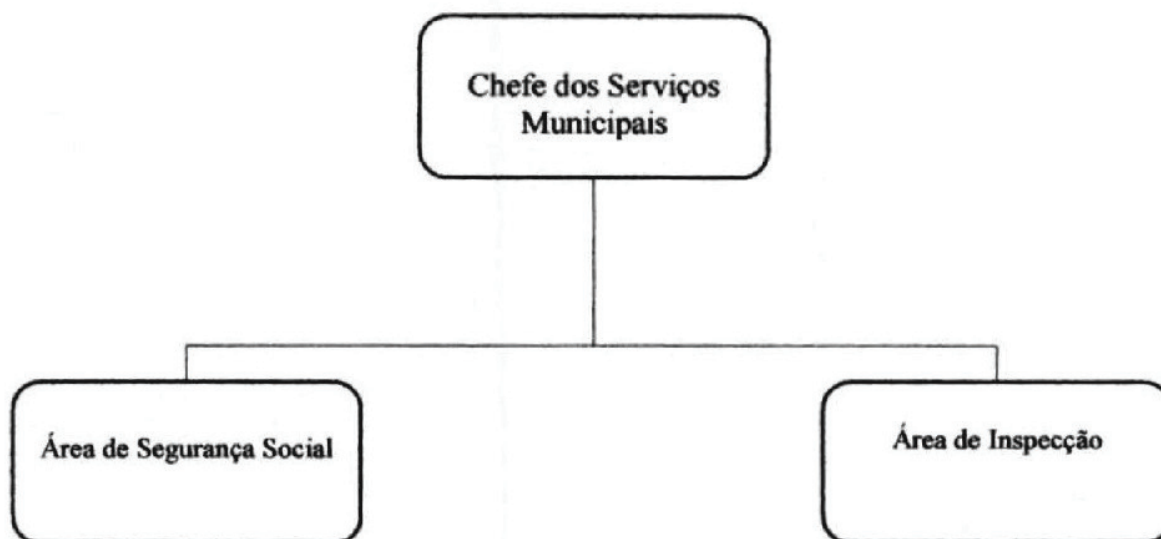 Chefe dos Serviços
Municipais
Área de Segurança Social
Área de Inspecção